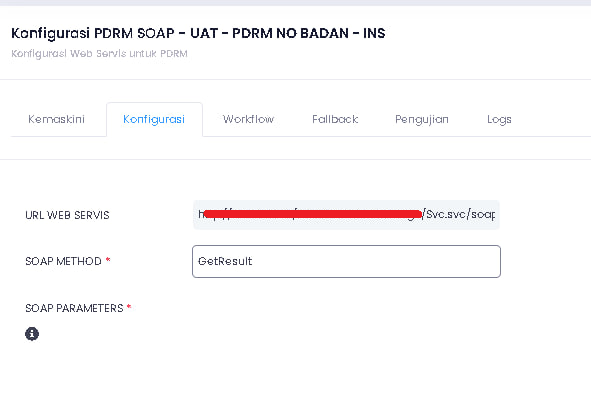 Konfigurasi PDRM SOAP - UAT - PDRM NO BADAN - INS
Konfigurasi Web Servis untuk PDRM
Kemaskini Konfigurasi Workflow Fallback Pengujian Logs
URL WEB SERVIS
/Svc.svc/soap
SOAP METHOD *
GetResult
SOAP PARAMETERS *